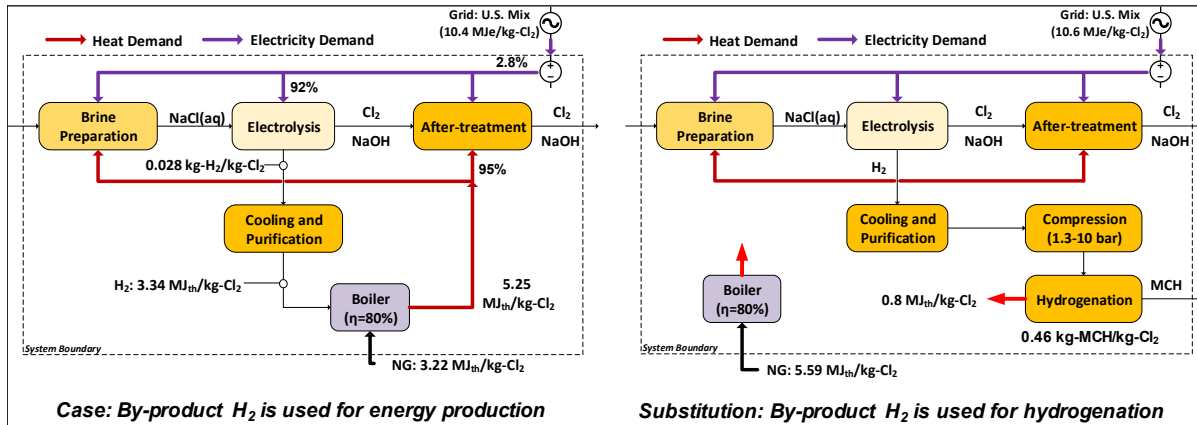 Grid: U.S. Mix
(10.4 MJe/kg-Cl₂)
Heat Demand
Electricity Demand
2.8%
92%
Brine
Preparation
NaCl(aq)
Electrolysis
Cl₂
NaOH
After-treatment
Cl₂
NaOH
0.028 kg-H₂/kg-Cl₂
95%
Cooling and
Purification
H₂: 3.34 MJₜₕ/kg-Cl₂
Boiler
(η=80%)
5.25
MJₜₕ/kg-Cl₂
System Boundary
NG: 3.22 MJₜₕ/kg-Cl₂
Case: By-product H₂ is used for energy production
Grid: U.S. Mix
(10.6 MJe/kg-Cl₂)
Heat Demand
Electricity Demand
Brine
Preparation
NaCl(aq)
Electrolysis
Cl₂
NaOH
After-treatment
Cl₂
NaOH
H₂
Cooling and
Purification
Compression
(1.3-10 bar)
Boiler
(η=80%)
0.8 MJₜₕ/kg-Cl₂
Hydrogenation
MCH
0.46 kg-MCH/kg-Cl₂
System Boundary
NG: 5.59 MJₜₕ/kg-Cl₂
Substitution: By-product H₂ is used for hydrogenation